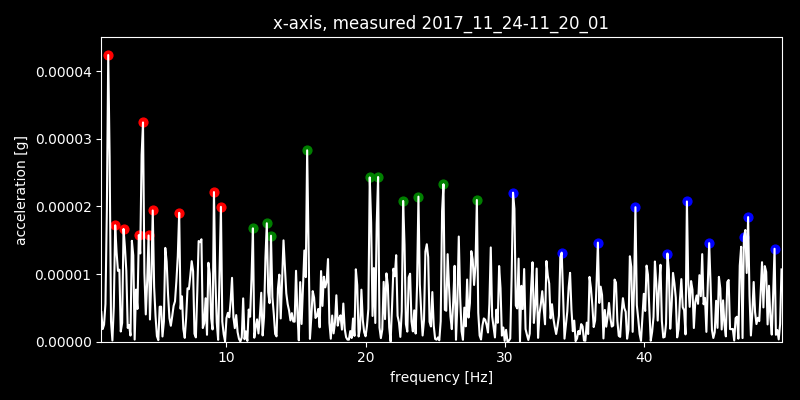 x-axis, measured 2017_11_24-11_20_01
0.00004
0.00003
0.00002
0.00001
0.00000
acceleration [g]
10 20 30 40
frequency [Hz]